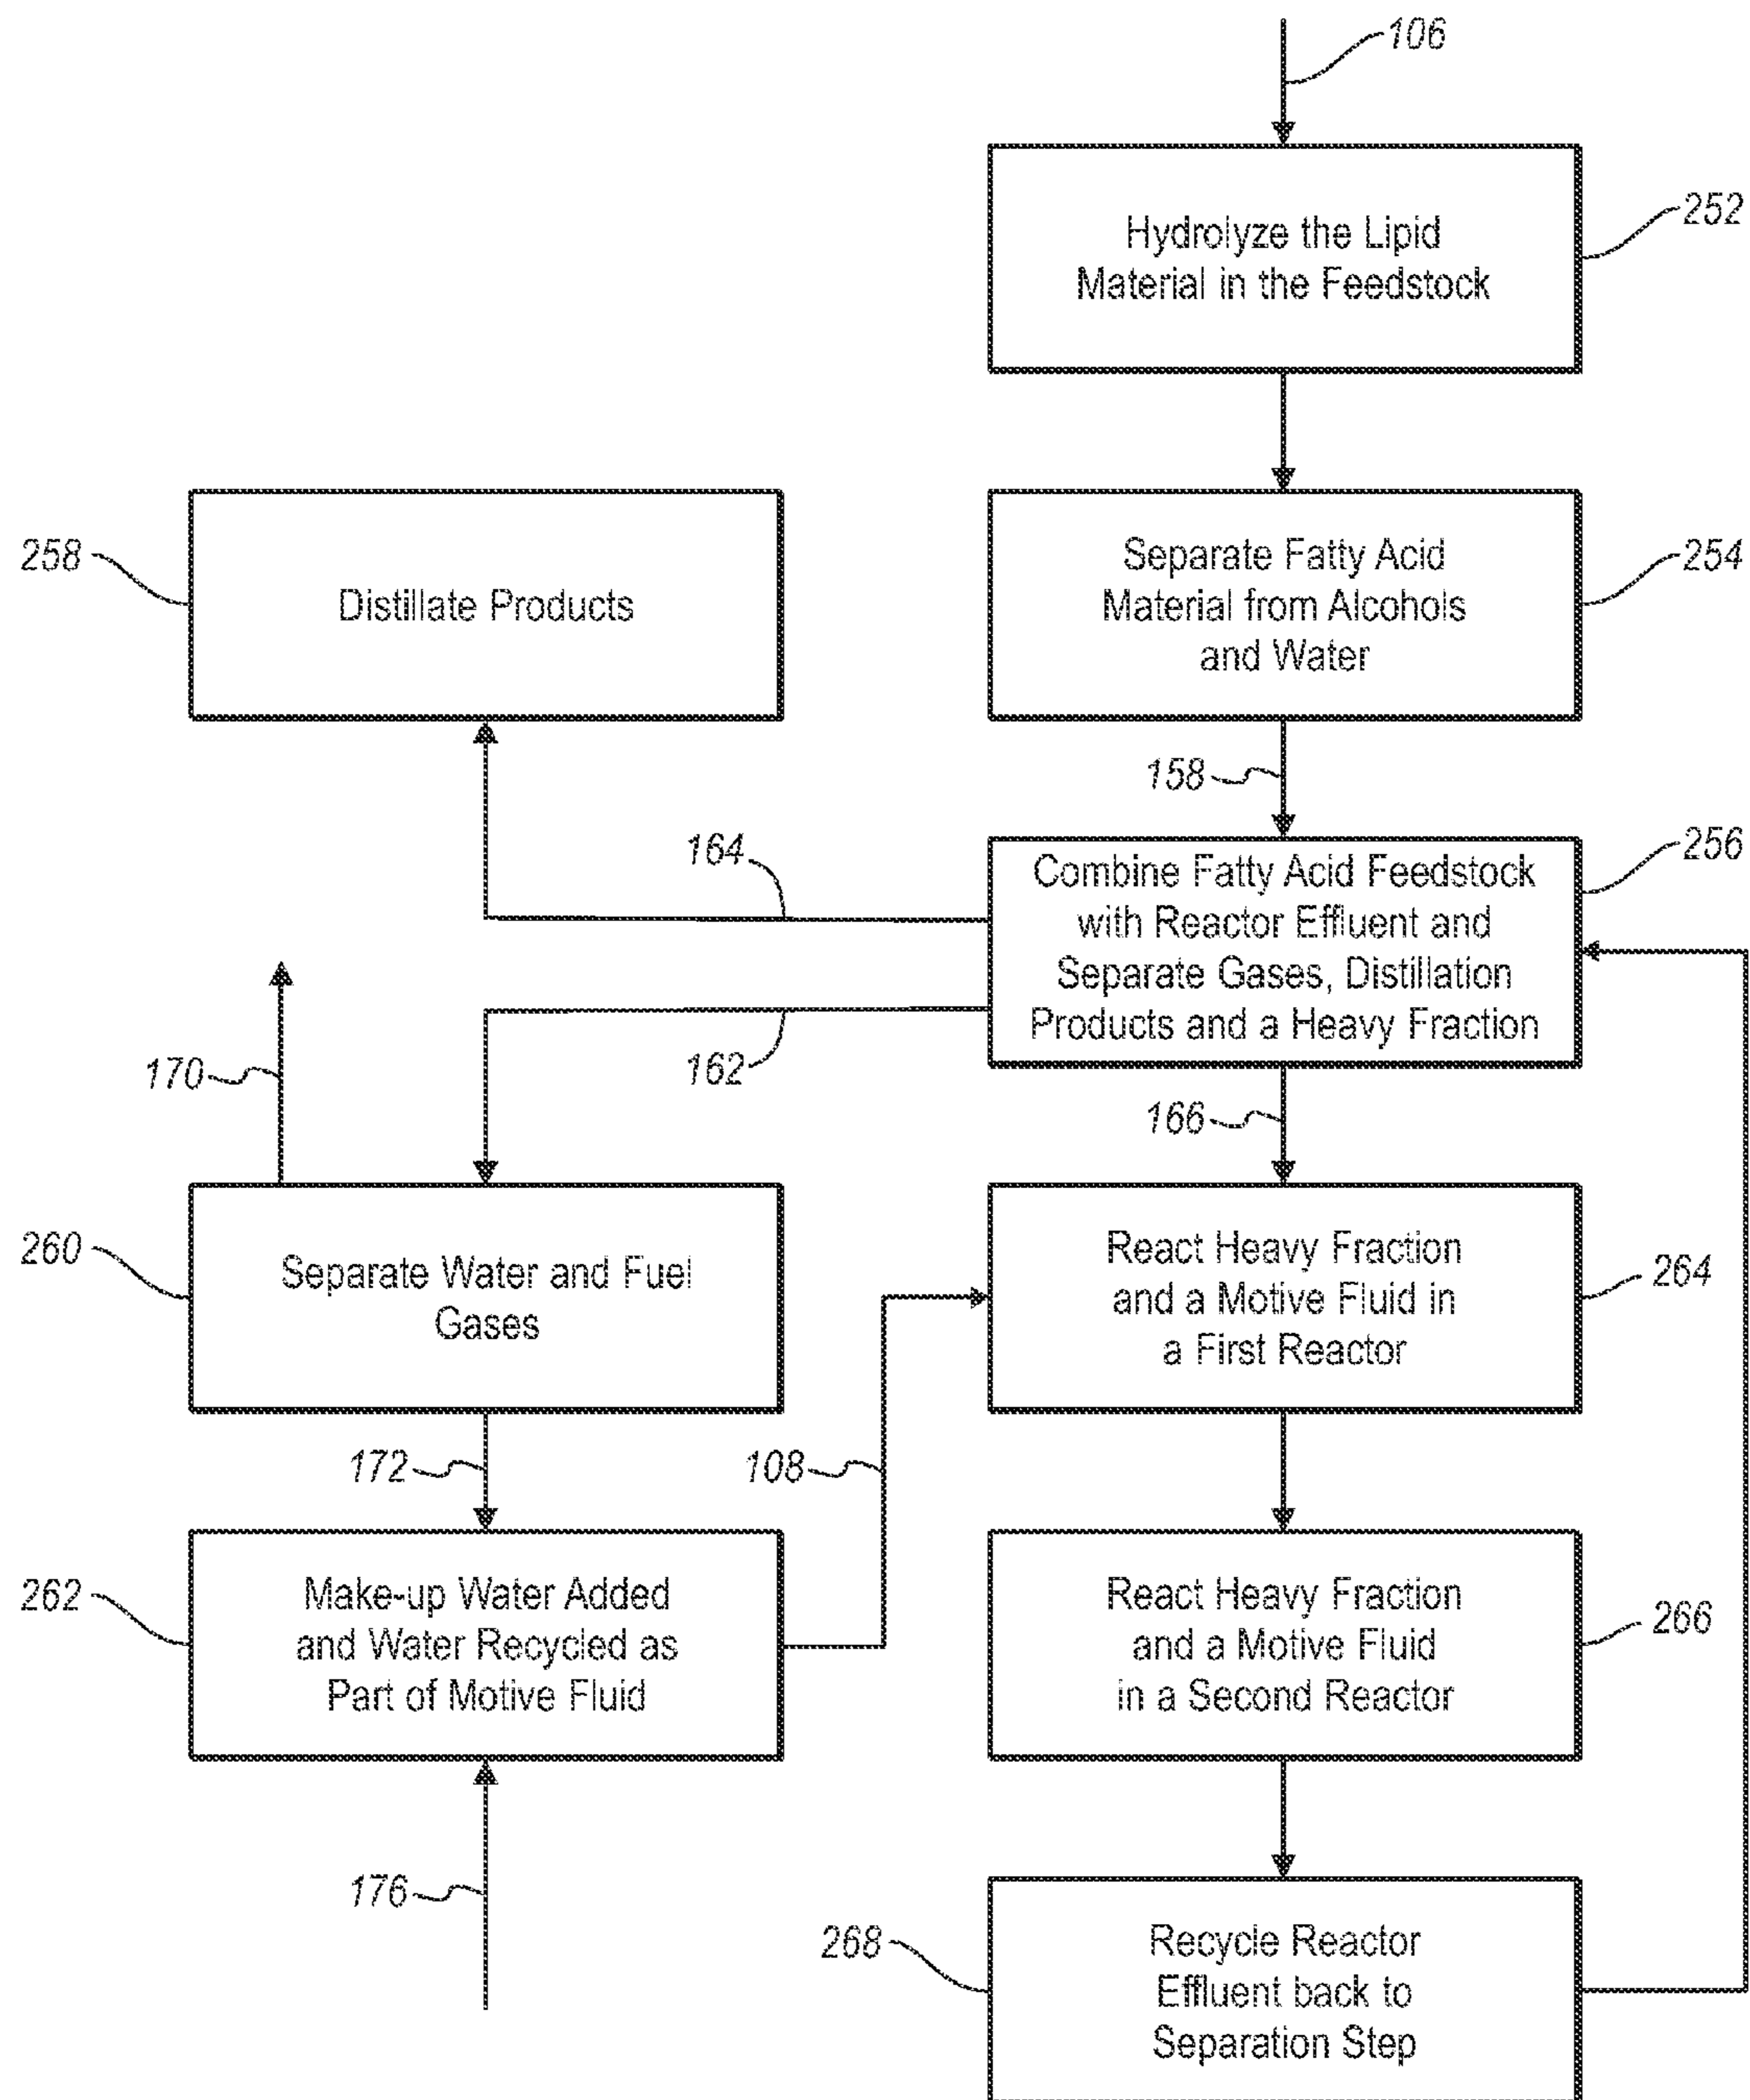 106
Hydrolyze the Lipid
Material in the Feedstock
252
258
Distillate Products
Separate Fatty Acid
Material from Alcohols
and Water
254
158
164
Combine Fatty Acid Feedstock
with Reactor Effluent and
Separate Gases, Distillation
Products and a Heavy Fraction
256
162
170
166
260
Separate Water and Fuel
Gases
React Heavy Fraction
and a Motive Fluid in
a First Reactor
264
172
108
262
Make-up Water Added
and Water Recycled as
Part of Motive Fluid
React Heavy Fraction
and a Motive Fluid
in a Second Reactor
266
176
268
Recycle Reactor
Effluent back to
Separation Step